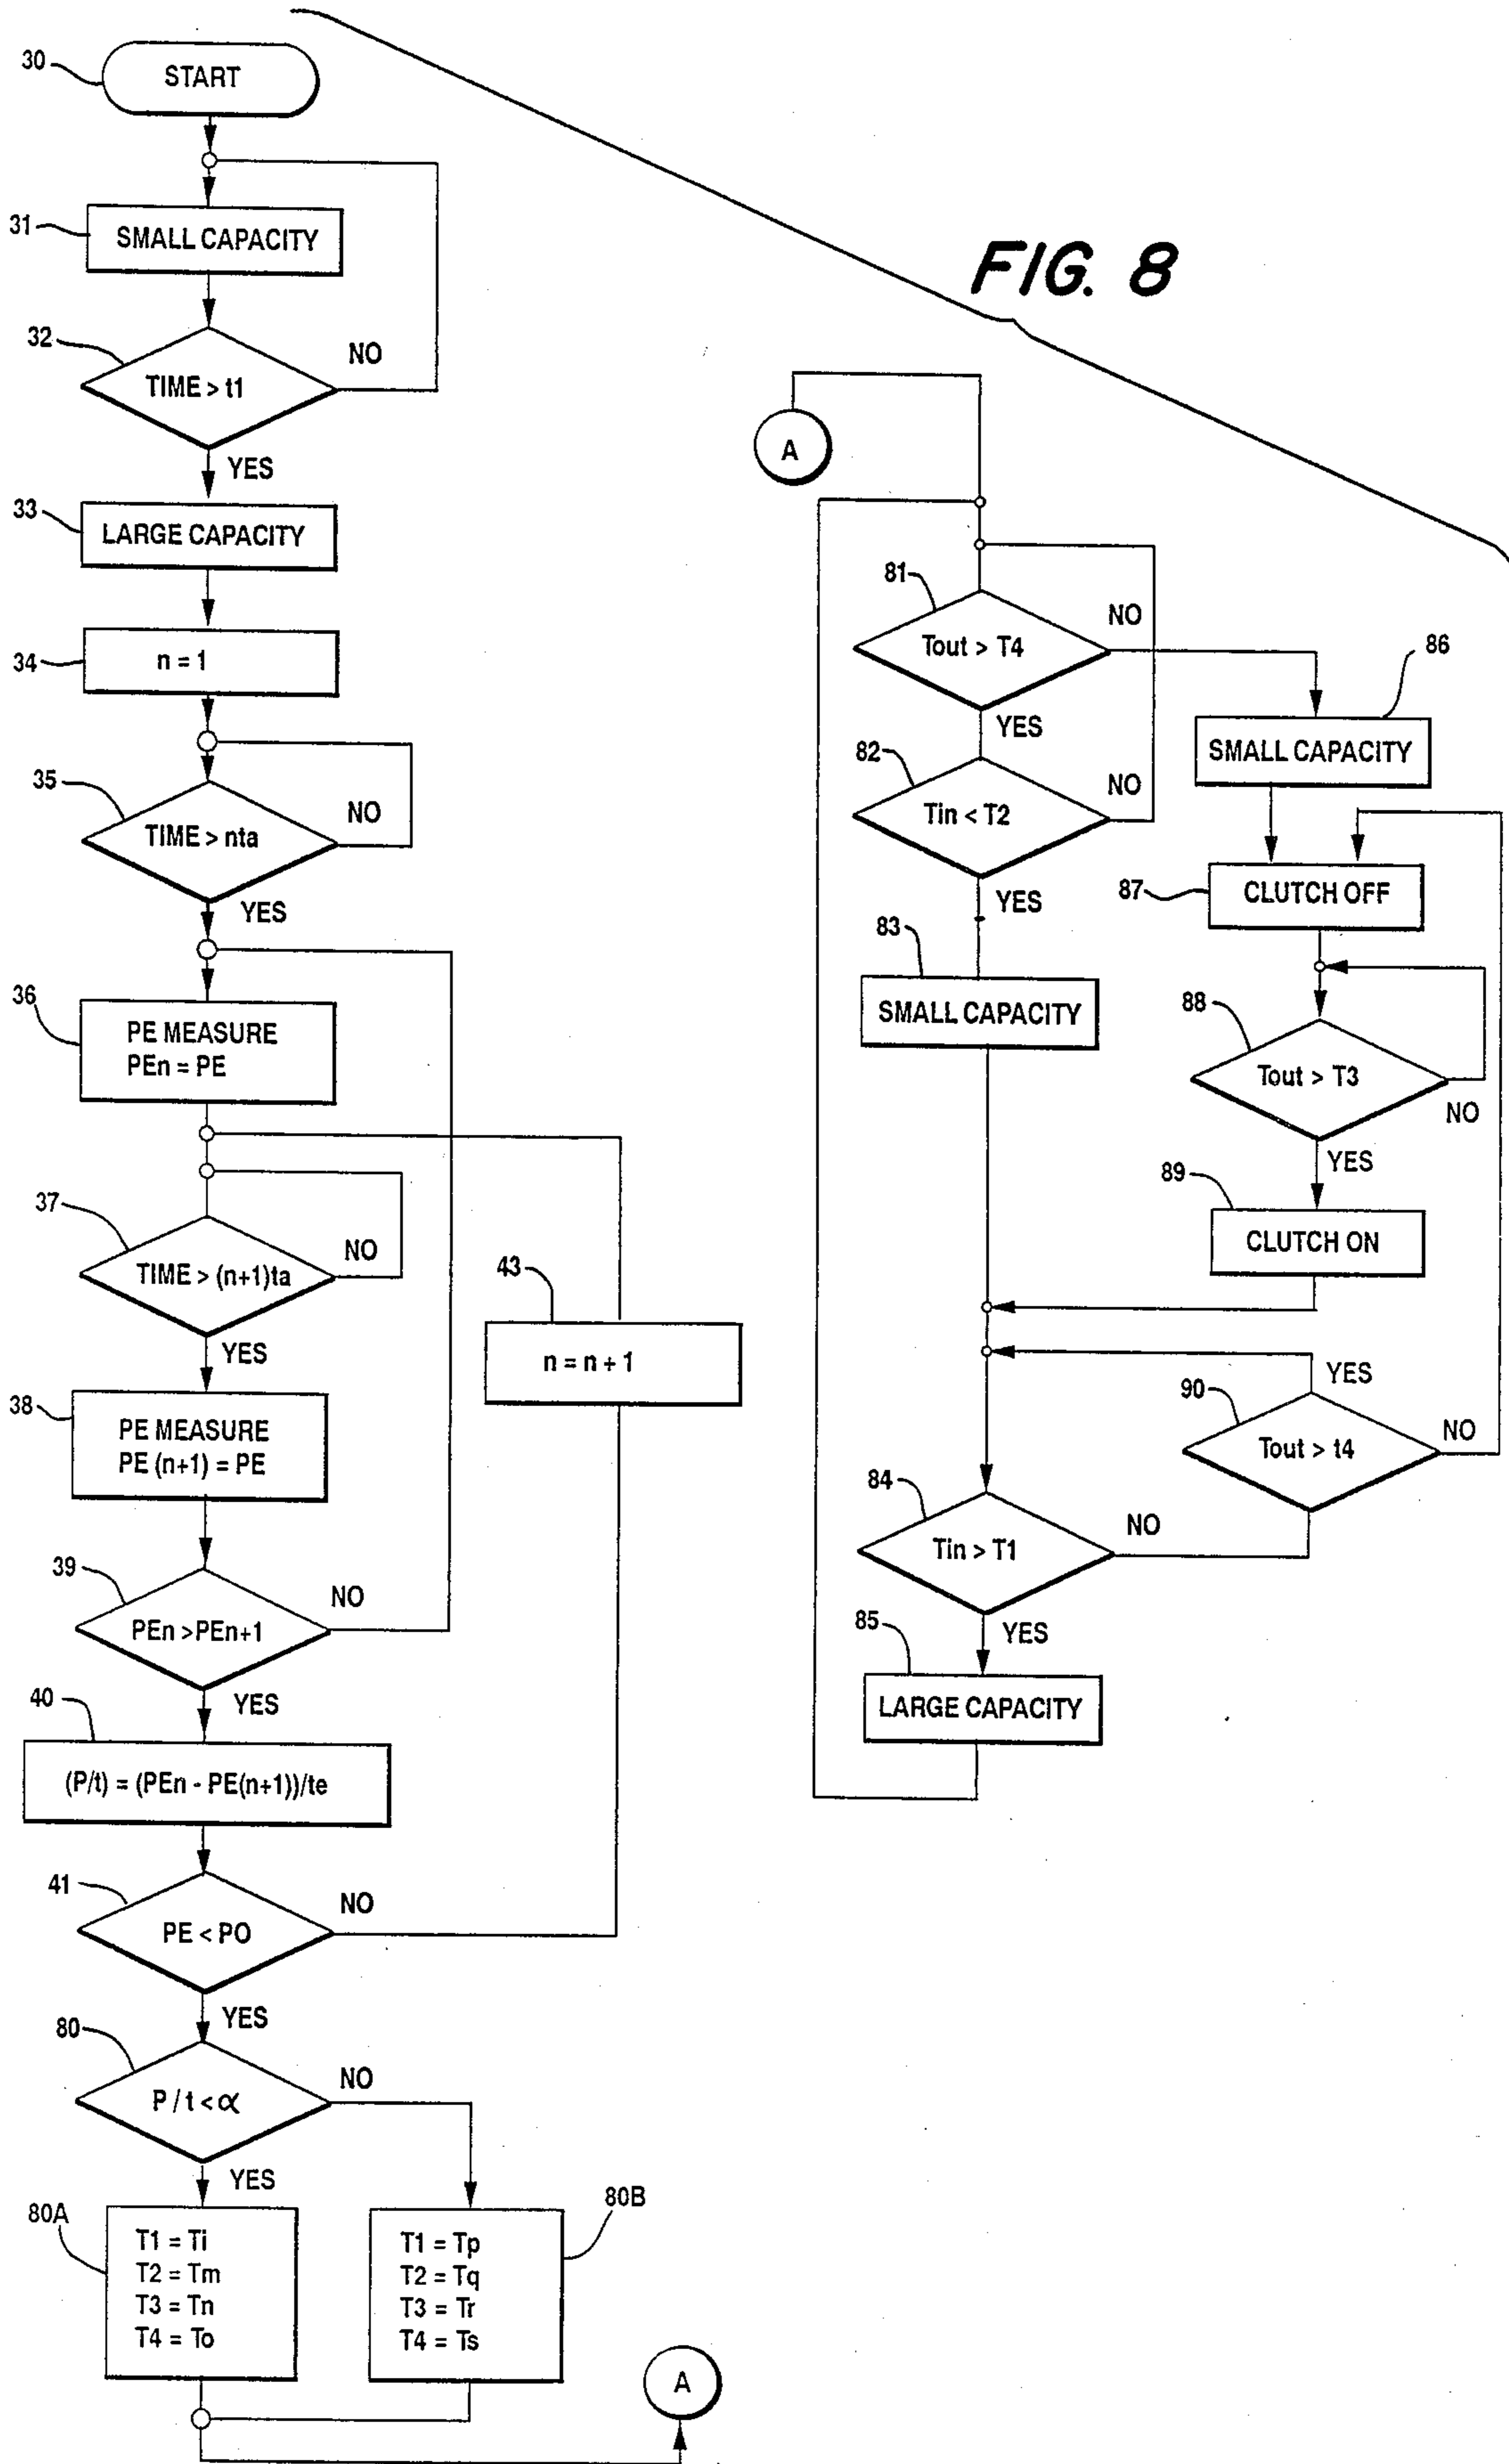 FIG. 8
30
START
31
SMALL CAPACITY
32
TIME > t1
NO
YES
33
LARGE CAPACITY
34
n = 1
35
TIME > nta
NO
YES
36
PE MEASURE
PEn = PE
37
TIME > (n+1)ta
NO
YES
38
PE MEASURE
PE (n+1) = PE
39
PEn >PEn+1
NO
YES
40
(P/t) = (PEn - PE(n+1))/te
41
PE < PO
NO
YES
43
n = n + 1
80
P / t < α
NO
YES
80A
T1 = Ti
T2 = Tm
T3 = Tn
T4 = To
80B
T1 = Tp
T2 = Tq
T3 = Tr
T4 = Ts
A
A
81
Tout > T4
NO
YES
82
Tin < T2
NO
YES
83
SMALL CAPACITY
84
Tin > T1
NO
YES
85
LARGE CAPACITY
86
SMALL CAPACITY
87
CLUTCH OFF
88
Tout > T3
NO
YES
89
CLUTCH ON
90
Tout > t4
YES
NO